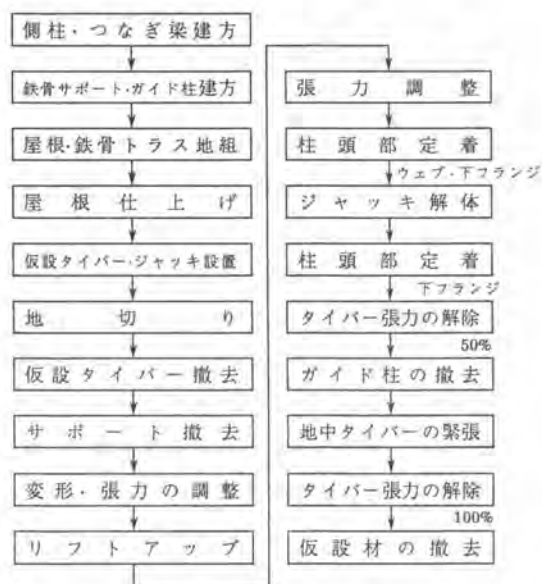 側柱・つなぎ梁建方
鉄骨サポート・ガイド柱建方
屋根・鉄骨トラス地組
屋根仕上げ
仮設タイバー・ジャッキ設置
地切り
仮設タイバー撤去
サポート撤去
変形・張力の調整
リフトアップ
張力調整
柱頭部定着
ウェブ・下フランジ
ジャッキ解体
柱頭部定着
下フランジ
タイバー張力の解除
50%
ガイド柱の撤去
地中タイバーの緊張
タイバー張力の解除
100%
仮設材の撤去